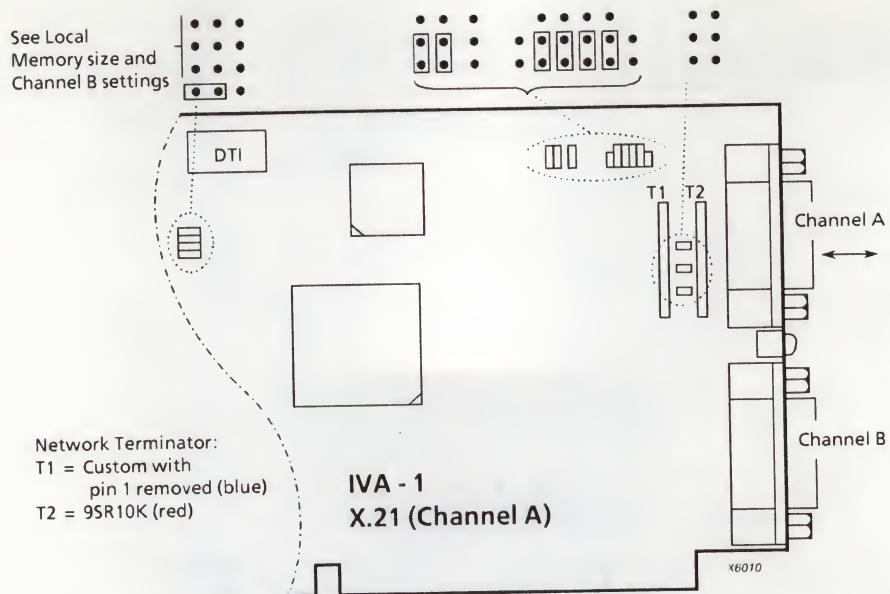 See Local
Memory size and
Channel B settings
DTI
T1 T2
Channel A
Network Terminator:
T1 = Custom with
pin 1 removed (blue)
T2 = 9SR10K (red)
IVA - 1
X.21 (Channel A)
Channel B
X6010